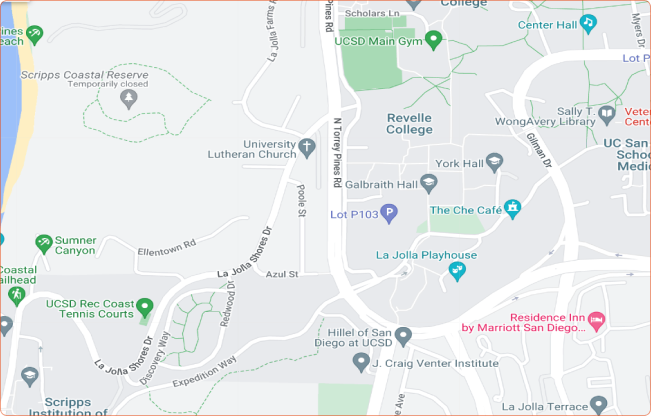 College
Scholars Ln
Center Hall
Pines Rd
La Jolla Farms R
Myers Dr
ines
each
UCSD Main Gym
Lot P
Scripps Coastal Reserve
Temporarily closed
Sally T.
WongAvery Library
Veter
Cent
Revelle
College
N Torrey Pines Rd
Gilman Dr
University
Lutheran Church
UC San
Schoo
Medic
York Hall
Galbraith Hall
Poole St
Lot P103
The Che Café
Sumner
Canyon
Ellentown Rd
La Jolla Shores Dr
La Jolla Playhouse
Azul St
Coastal
ailhead
UCSD Rec Coast
Tennis Courts
Redwood Dr
Residence Inn
by Marriott San Diego...
Hillel of San
Diego at UCSD
La Jolla Shores Dr
Discovery Way
Expedition Way
J. Craig Venter Institute
Scripps
Institution of
e Ave
La Jolla Terrace